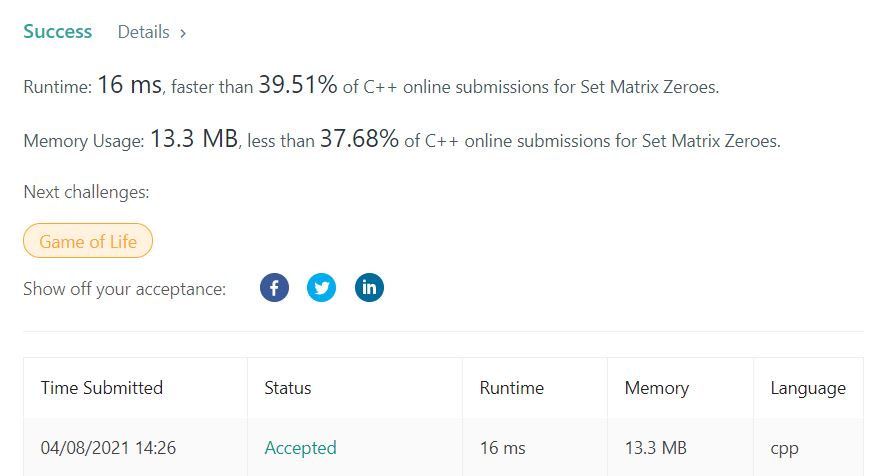 Success Details >
Runtime: 16 ms, faster than 39.51% of C++ online submissions for Set Matrix Zeroes.
Memory Usage: 13.3 MB, less than 37.68% of C++ online submissions for Set Matrix Zeroes.
Next challenges:
Game of Life
Show off your acceptance: f in
Time Submitted Status Runtime Memory Language
04/08/2021 14:26 Accepted 16 ms 13.3 MB cpp